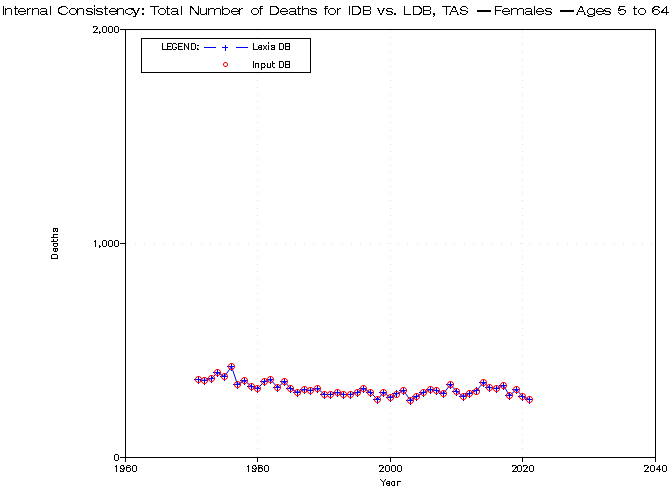 Internal Consistency: Total Number of Deaths for IDB vs. LDB, TAS — Females — Ages 5 to 64
2,000
LEGEND: Lexis DB
Input DB
1,000
Deaths
0
1960 1980 2000 2020 2040
Year